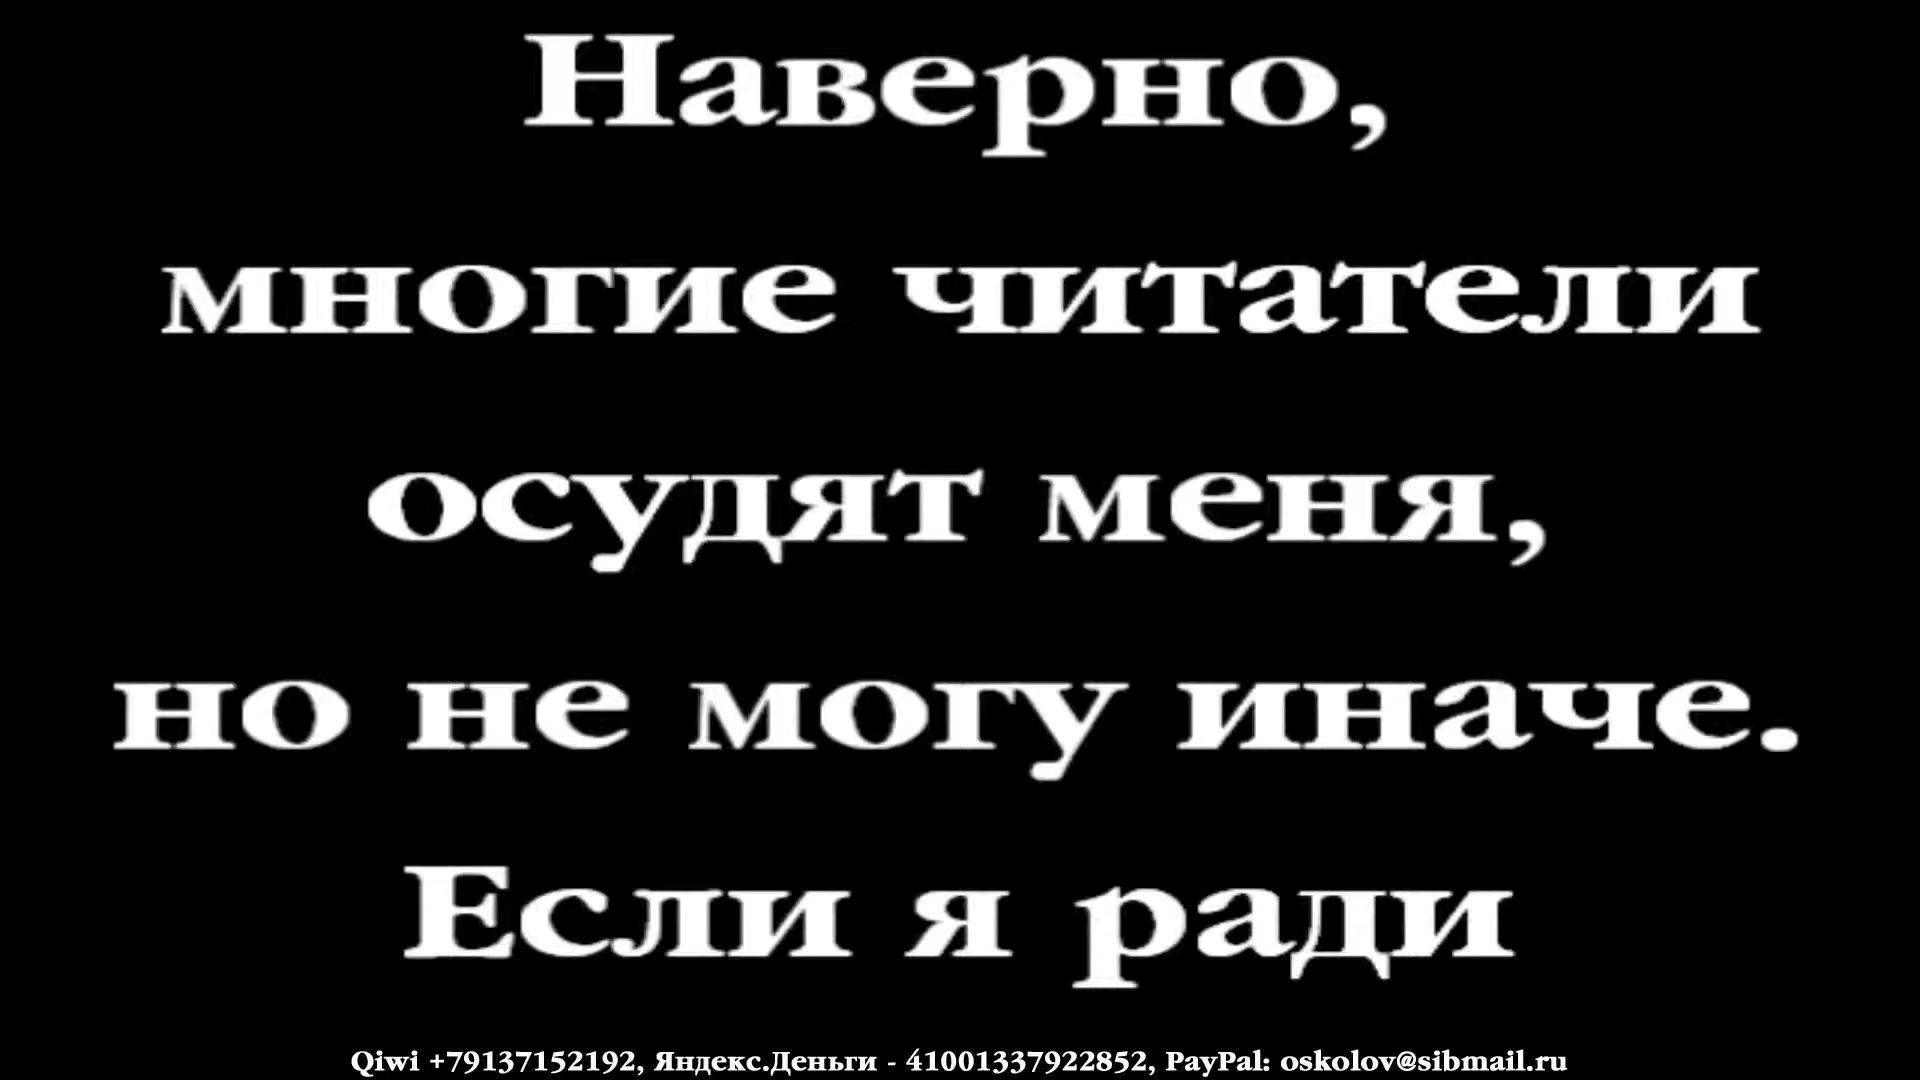 Наверно,
многие читатели
осудят меня,
но не могу иначе.
Если я ради
Qiwi +79137152192, Яндекс.Деньги - 41001337922852, PayPal: oskolov@sibmail.ru